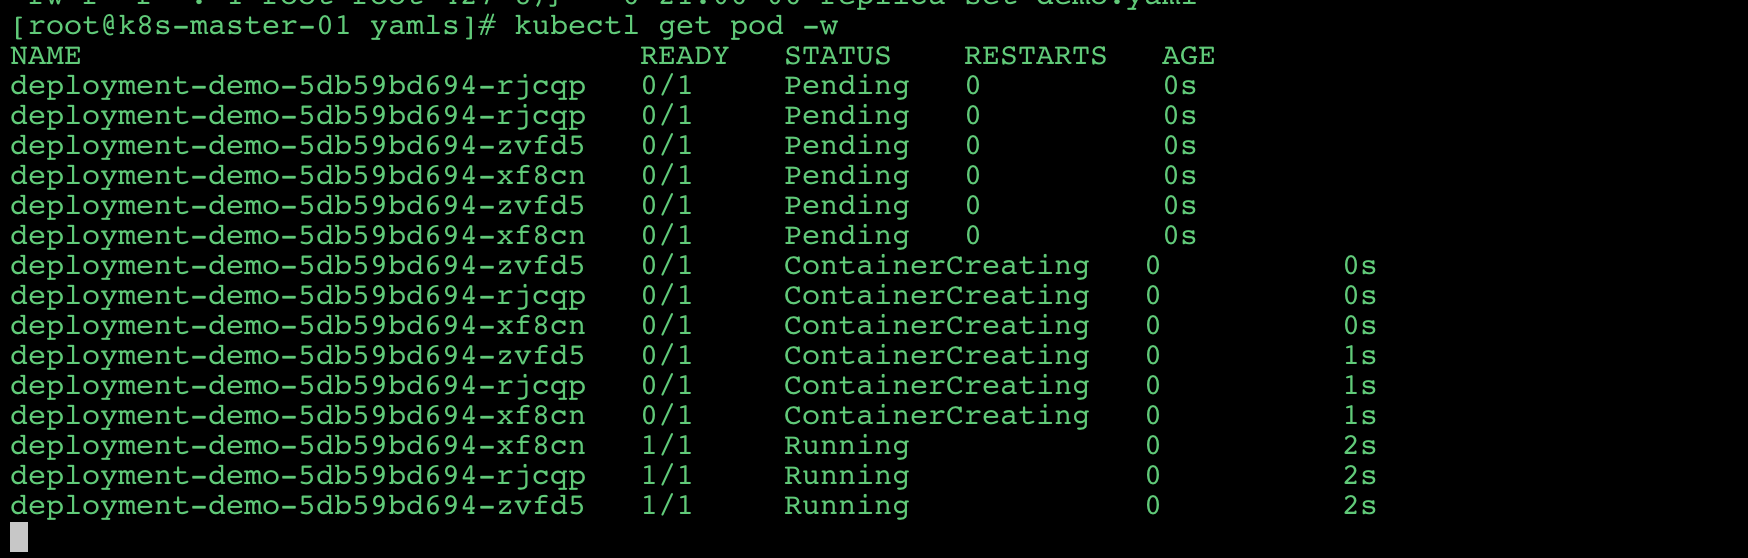 root root 427 replica-set-demo.yaml
[root@k8s-master-01 yamls]# kubectl get pod -w
NAME READY STATUS RESTARTS AGE
deployment-demo-5db59bd694-rjcqp 0/1 Pending 0 0s
deployment-demo-5db59bd694-rjcqp 0/1 Pending 0 0s
deployment-demo-5db59bd694-zvfd5 0/1 Pending 0 0s
deployment-demo-5db59bd694-xf8cn 0/1 Pending 0 0s
deployment-demo-5db59bd694-zvfd5 0/1 Pending 0 0s
deployment-demo-5db59bd694-xf8cn 0/1 Pending 0 0s
deployment-demo-5db59bd694-zvfd5 0/1 ContainerCreating 0 0s
deployment-demo-5db59bd694-rjcqp 0/1 ContainerCreating 0 0s
deployment-demo-5db59bd694-xf8cn 0/1 ContainerCreating 0 0s
deployment-demo-5db59bd694-zvfd5 0/1 ContainerCreating 0 1s
deployment-demo-5db59bd694-rjcqp 0/1 ContainerCreating 0 1s
deployment-demo-5db59bd694-xf8cn 0/1 ContainerCreating 0 1s
deployment-demo-5db59bd694-xf8cn 1/1 Running 0 2s
deployment-demo-5db59bd694-rjcqp 1/1 Running 0 2s
deployment-demo-5db59bd694-zvfd5 1/1 Running 0 2s